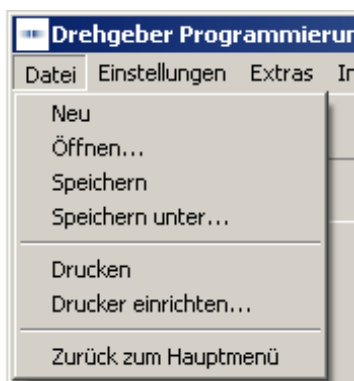 Drehgeber Programmierun
Datei Einstellungen Extras In
Neu
Öffnen...
Speichern
Speichern unter...
Drucken
Drucker einrichten...
Zurück zum Hauptmenü